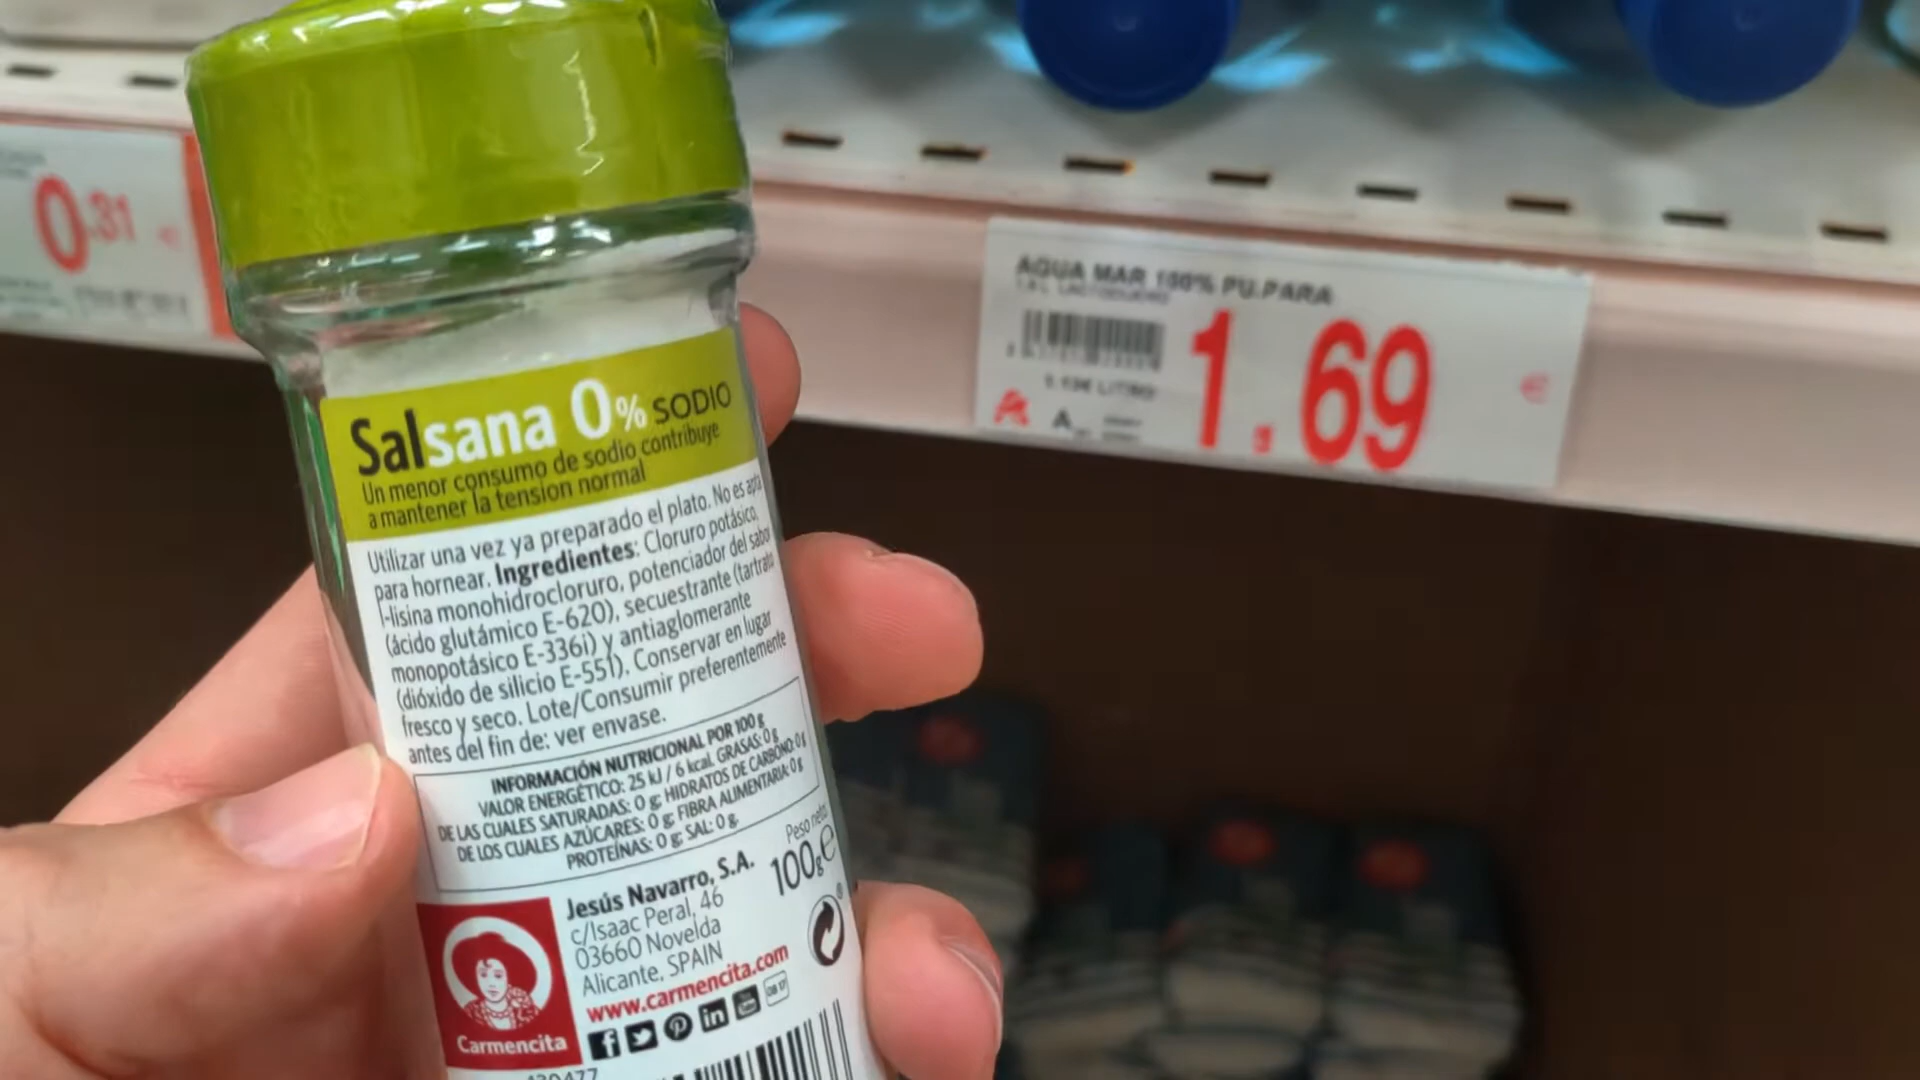 Salsana 0% SODIO
Un menor consumo de sodio contribuye
a mantener la tension normal
Utilizar una vez ya preparado el plato. No es apta
para hornear. Ingredientes: Cloruro potásico,
l-lisina monohidrocloruro, potenciador del sabor
(ácido glutámico E-620), secuestrante (tartrato
monopotásico E-336i) y antiaglomerante
(dióxido de silicio E-551). Conservar en lugar
fresco y seco. Lote/Consumir preferentemente
antes del fin de: ver envase.
INFORMACIÓN NUTRICIONAL POR 100 g
VALOR ENERGÉTICO: 25 kJ / 6 kcal. GRASAS: 0 g
DE LAS CUALES SATURADAS: 0 g; HIDRATOS DE CARBONO: 0 g
DE LOS CUALES AZÚCARES: 0 g; FIBRA ALIMENTARIA: 0 g
PROTEÍNAS: 0 g; SAL: 0 g.
Peso neto
100g e
Jesús Navarro, S.A.
c/Isaac Peral, 46
03660 Novelda
Alicante, SPAIN
www.carmencita.com
Carmencita
0.31 €
AGUA MAR 100% PU.PARA
1.69 €